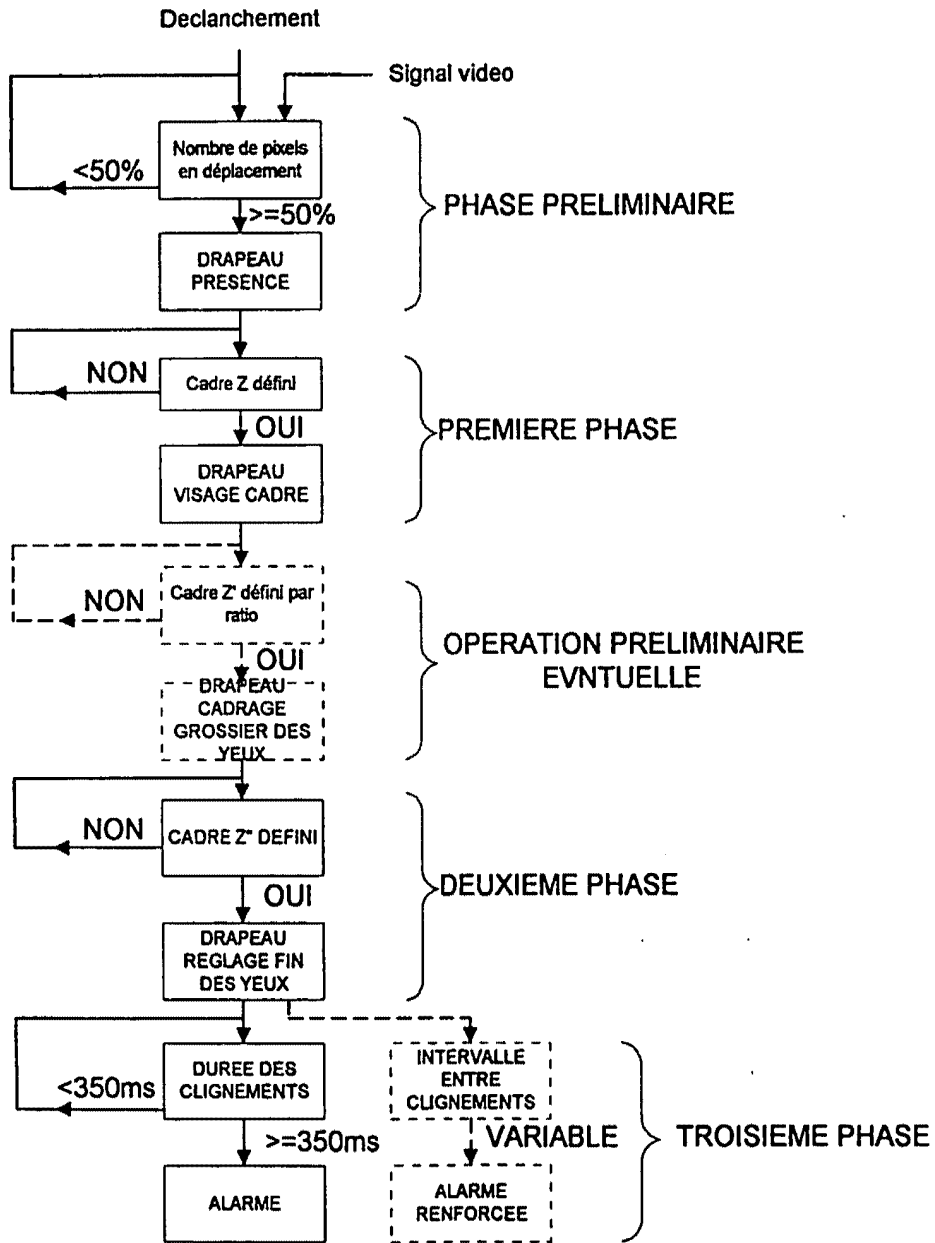 Declanchement
Signal video
Nombre de pixels
en déplacement
<50%
>=50%
PHASE PRELIMINAIRE
DRAPEAU
PRESENCE
NON
Cadre Z défini
OUI
PREMIERE PHASE
DRAPEAU
VISAGE CADRE
NON
Cadre Z' défini par
ratio
OUI
OPERATION PRELIMINAIRE
EVNTUELLE
DRAPEAU
CADRAGE
GROSSIER DES
YEUX
NON
CADRE Z" DEFINI
OUI
DEUXIEME PHASE
DRAPEAU
REGLAGE FIN
DES YEUX
<350ms
DUREE DES
CLIGNEMENTS
>=350ms
ALARME
INTERVALLE
ENTRE
CLIGNEMENTS
VARIABLE
TROISIEME PHASE
ALARME
RENFORCEE